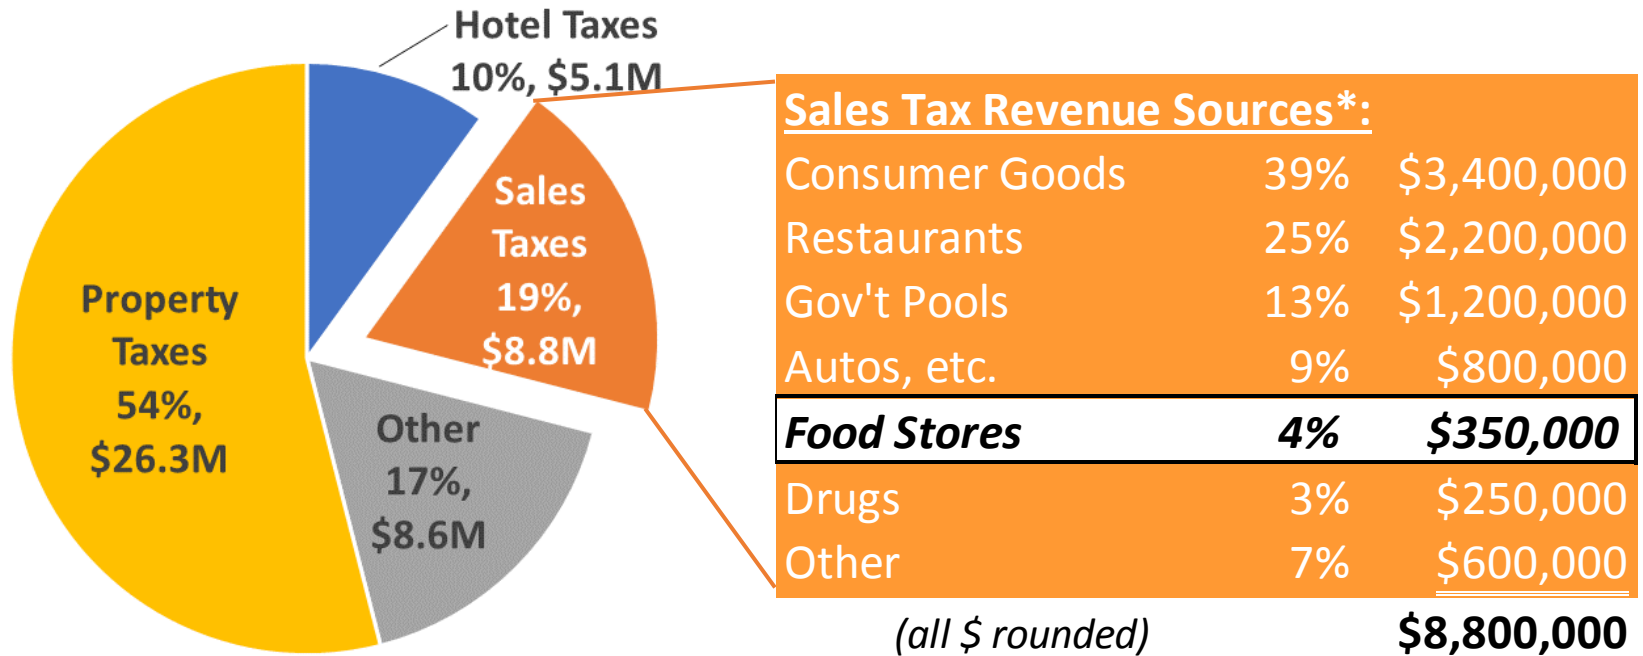 Hotel Taxes
10%, $5.1M
Sales
Taxes
19%,
$8.8M
Property
Taxes
54%,
$26.3M
Other
17%,
$8.6M
Sales Tax Revenue Sources*:
Consumer Goods 39% $3,400,000
Restaurants 25% $2,200,000
Gov't Pools 13% $1,200,000
Autos, etc. 9% $800,000
Food Stores 4% $350,000
Drugs 3% $250,000
Other 7% $600,000
(all $ rounded) $8,800,000